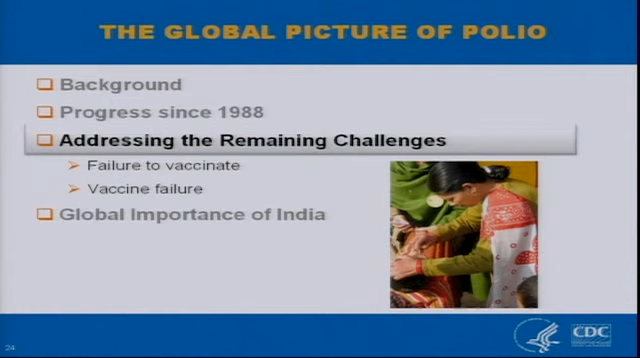 THE GLOBAL PICTURE OF POLIO
Background
Progress since 1988
Addressing the Remaining Challenges
Failure to vaccinate
Vaccine failure
Global Importance of India
CDC
24